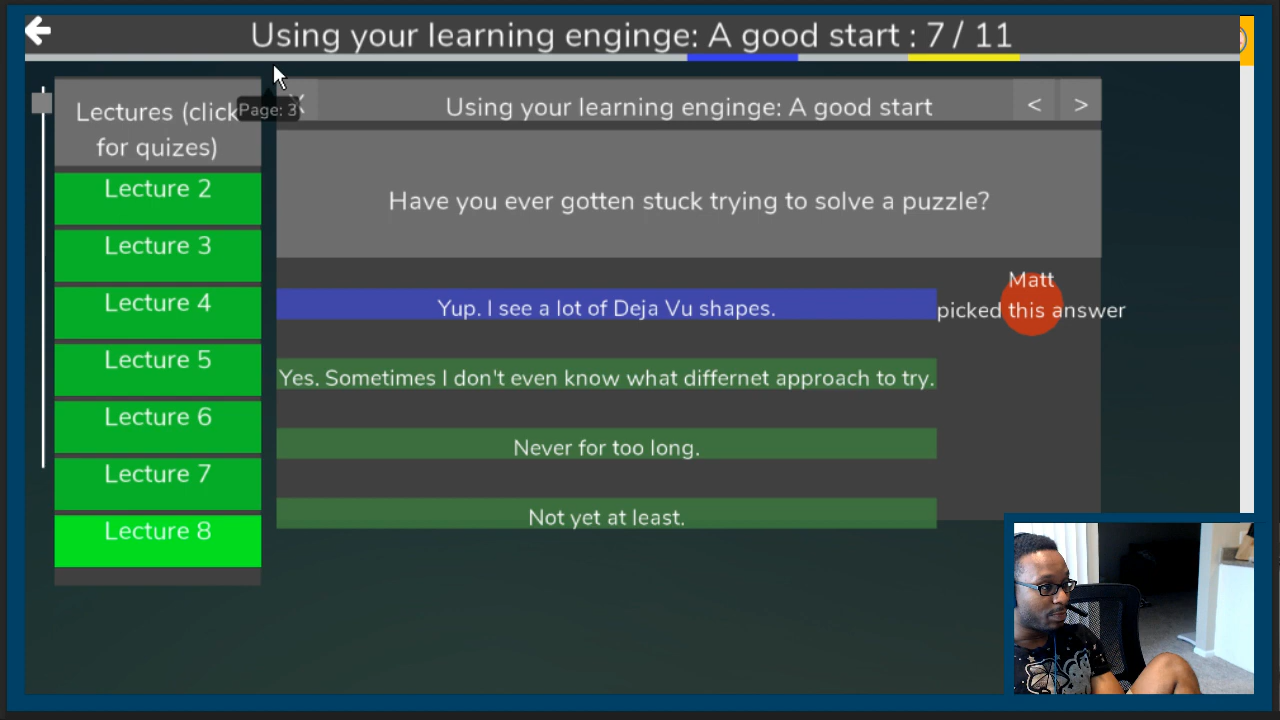 Using your learning enginge: A good start : 7 / 11
Lectures (click
for quizes)
Page: 3
Using your learning enginge: A good start
<
>
Have you ever gotten stuck trying to solve a puzzle?
Lecture 2
Lecture 3
Lecture 4
Lecture 5
Lecture 6
Lecture 7
Lecture 8
Yup. I see a lot of Deja Vu shapes.
Matt
picked this answer
Yes. Sometimes I don't even know what differnet approach to try.
Never for too long.
Not yet at least.